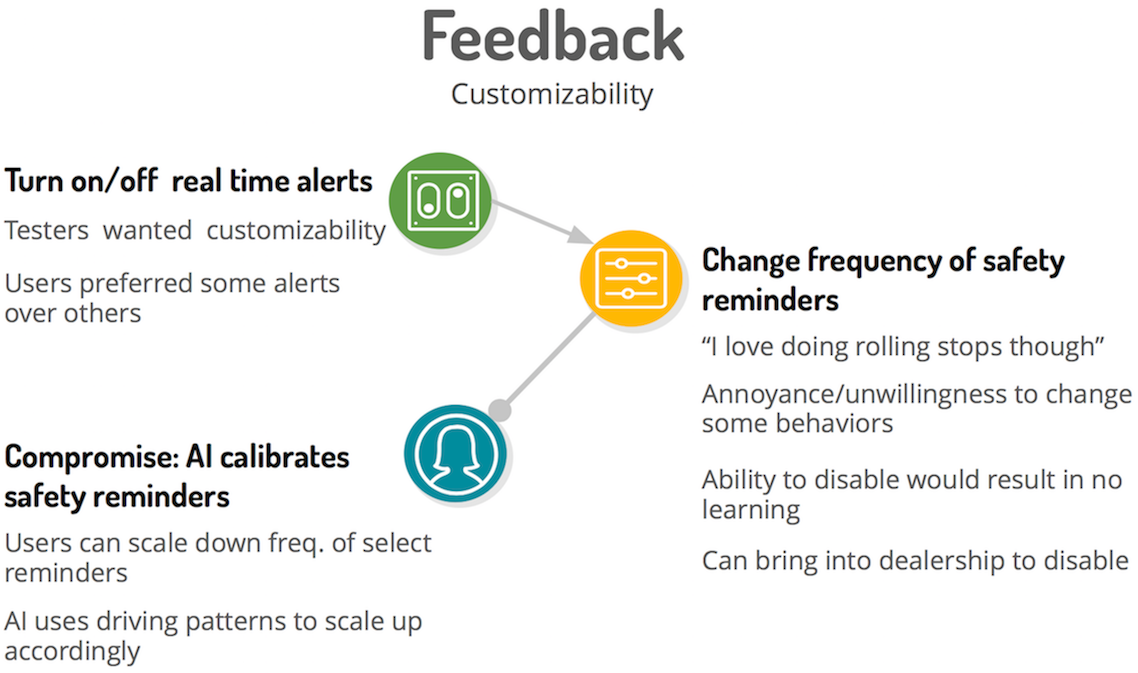 Feedback
Customizability
Turn on/off real time alerts
Testers wanted customizability
Users preferred some alerts
over others
Change frequency of safety
reminders
“I love doing rolling stops though”
Annoyance/unwillingness to change
some behaviors
Ability to disable would result in no
learning
Can bring into dealership to disable
Compromise: AI calibrates
safety reminders
Users can scale down freq. of select
reminders
AI uses driving patterns to scale up
accordingly